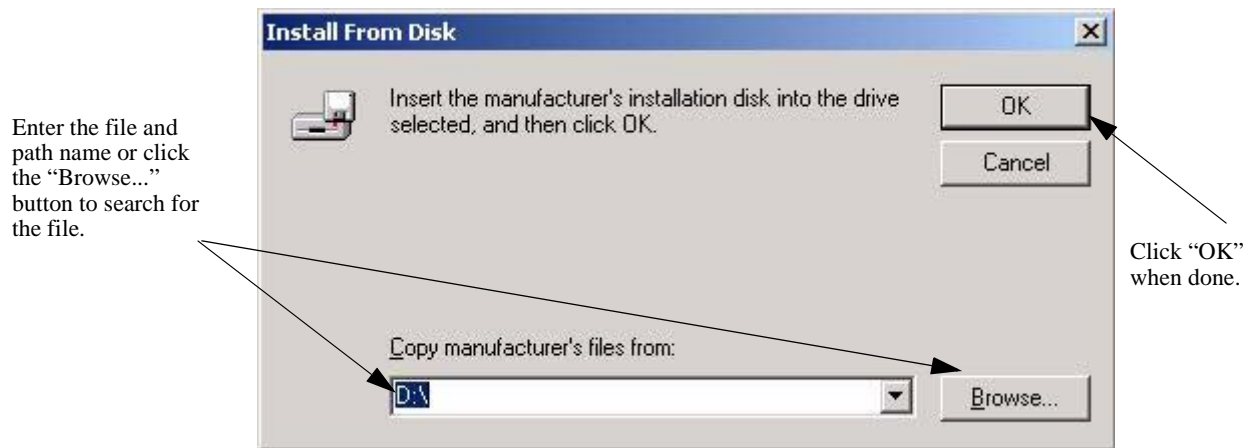 Install From Disk
Insert the manufacturer's installation disk into the drive
selected, and then click OK.
OK
Cancel
Enter the file and
path name or click
the “Browse...”
button to search for
the file.
Click “OK”
when done.
Copy manufacturer's files from:
D:\
Browse...